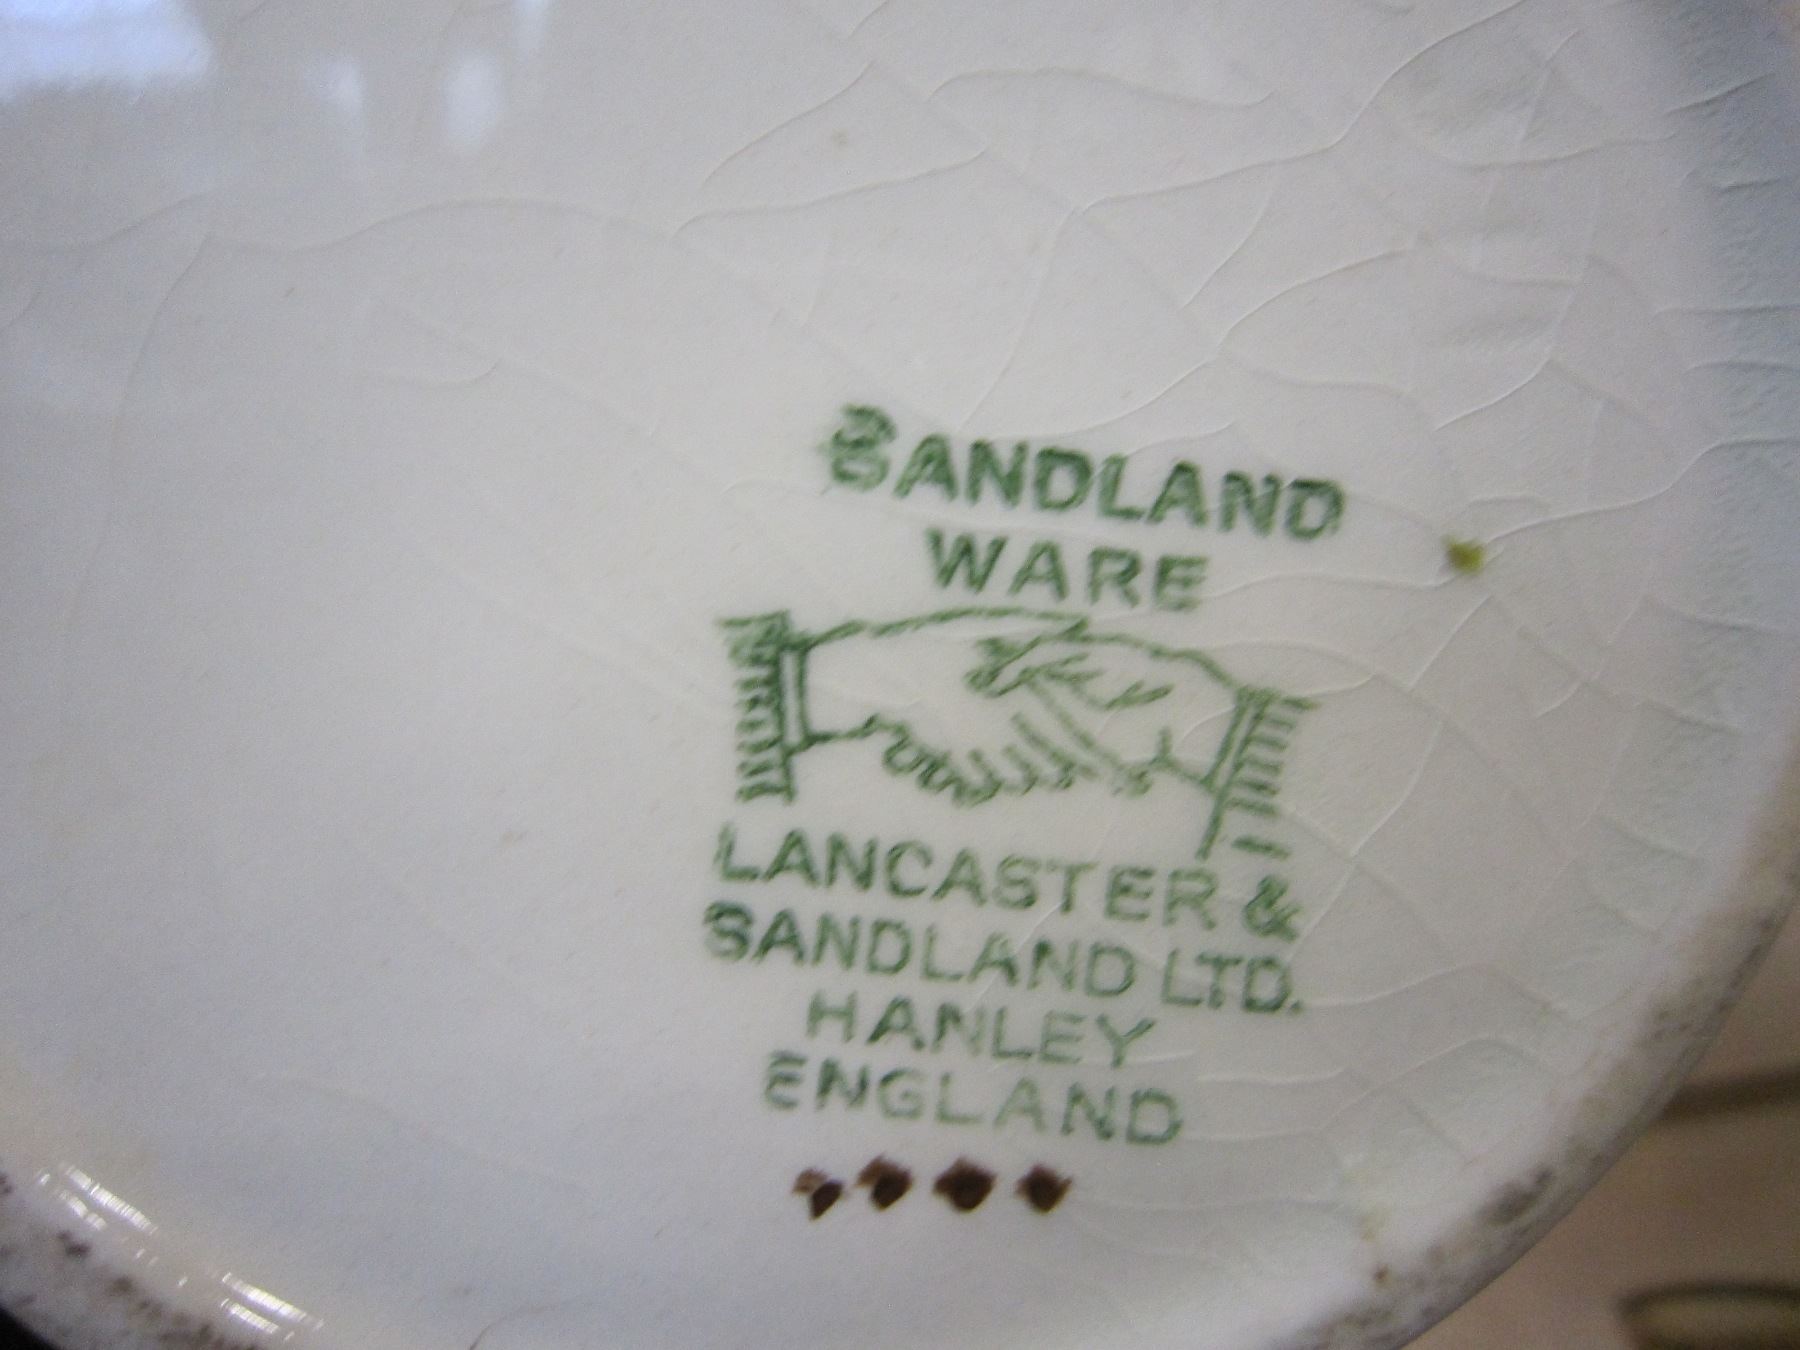 SANDLAND
WARE
LANCASTER &
SANDLAND LTD.
HANLEY
ENGLAND